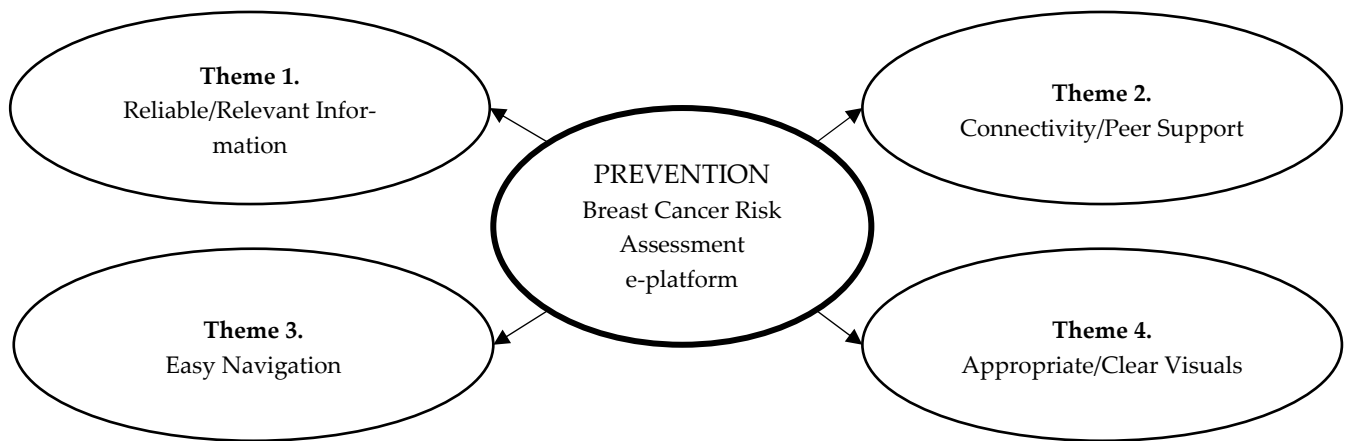 Theme 1.
Reliable/Relevant Infor-
mation
Theme 2.
Connectivity/Peer Support
PREVENTION
Breast Cancer Risk
Assessment
e-platform
Theme 3.
Easy Navigation
Theme 4.
Appropriate/Clear Visuals